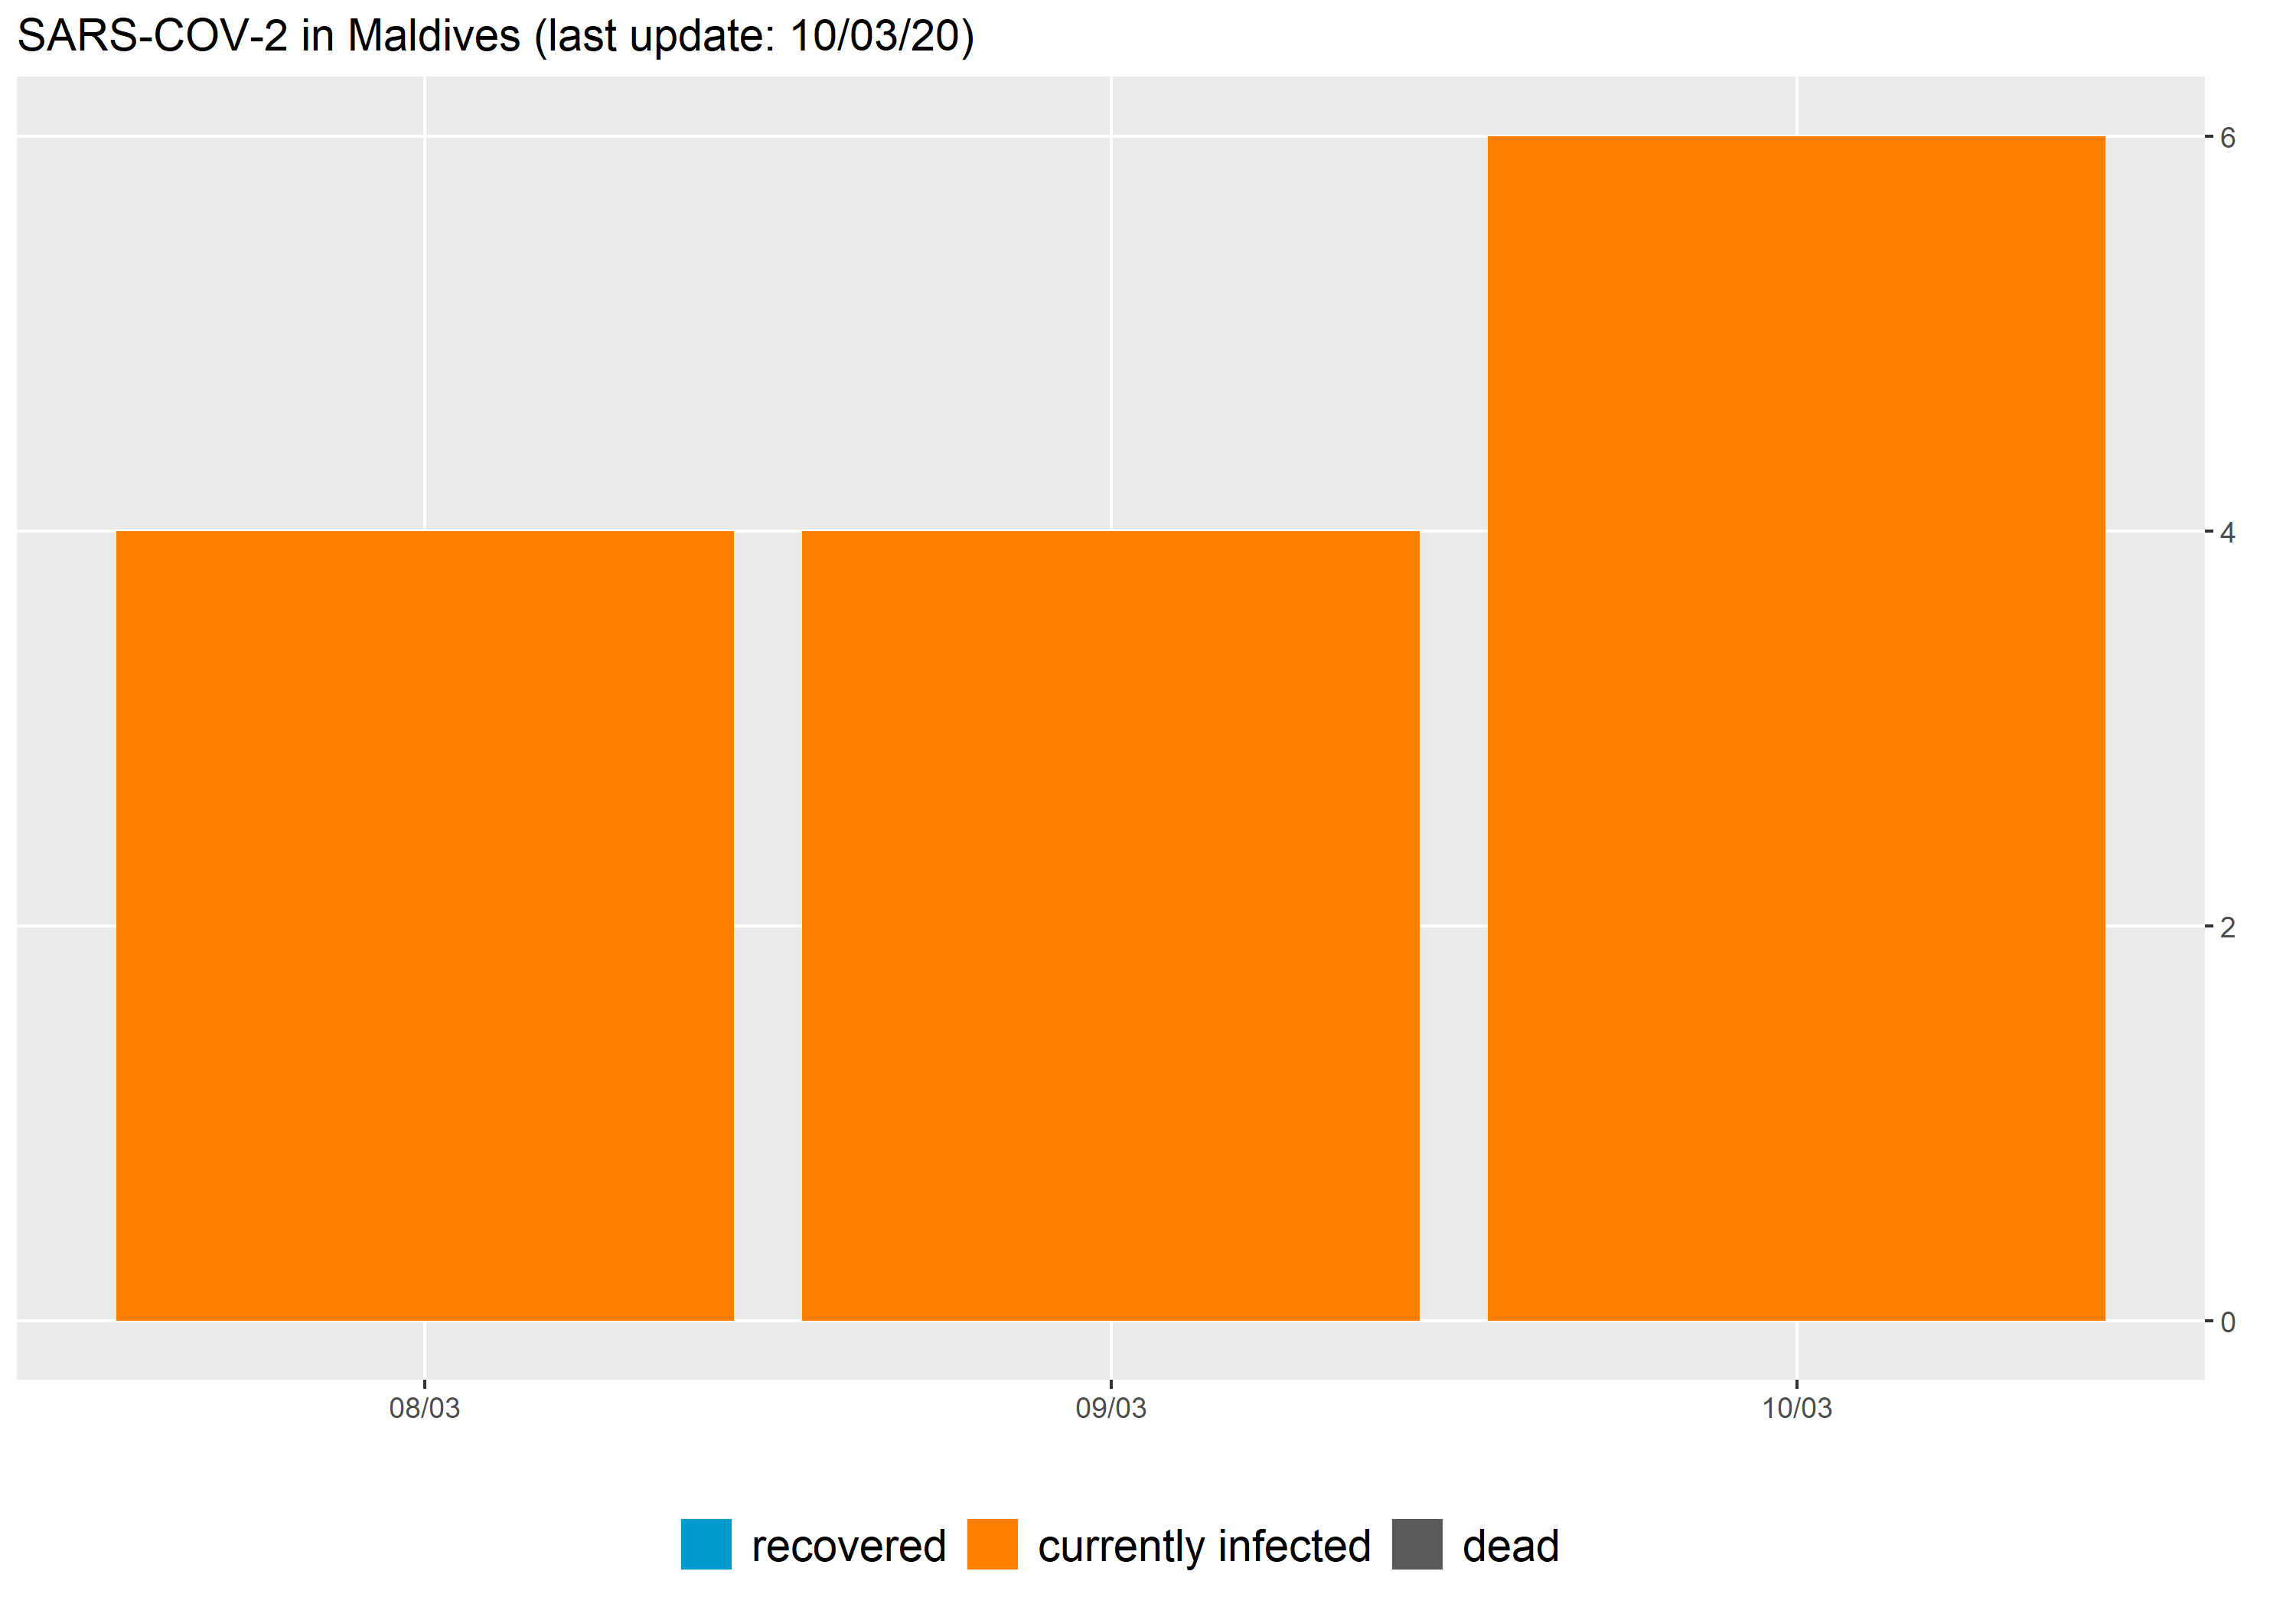 SARS-COV-2 in Maldives (last update: 10/03/20)
6
4
2
0
08/03 09/03 10/03
recovered currently infected dead